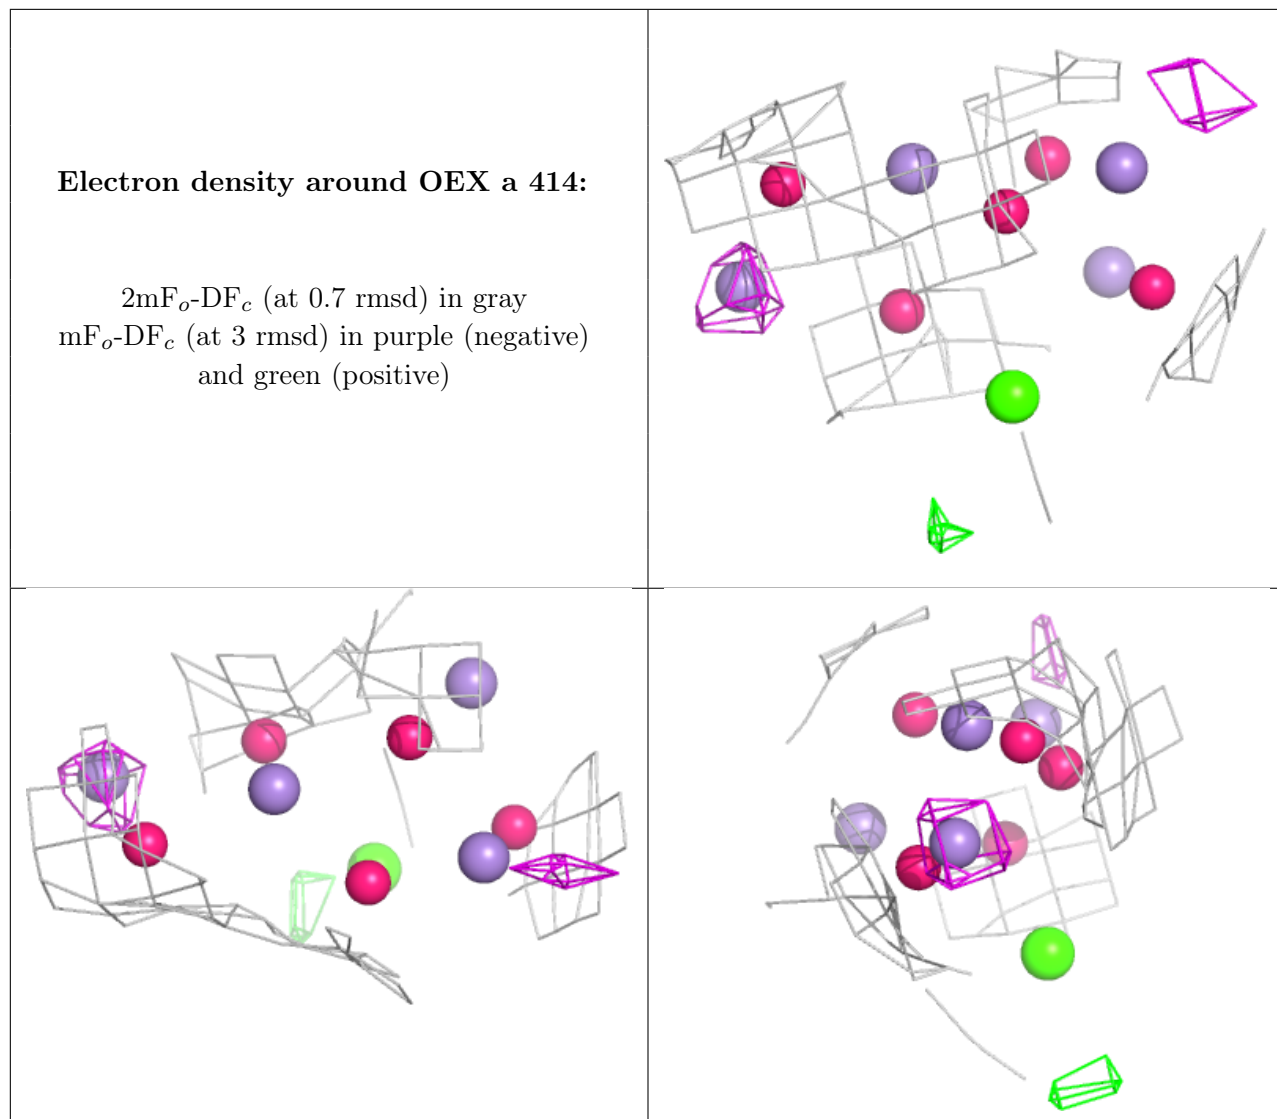 Electron density around OEX a 414:
2mFo-DFc (at 0.7 rmsd) in gray
mFo-DFc (at 3 rmsd) in purple (negative)
and green (positive)